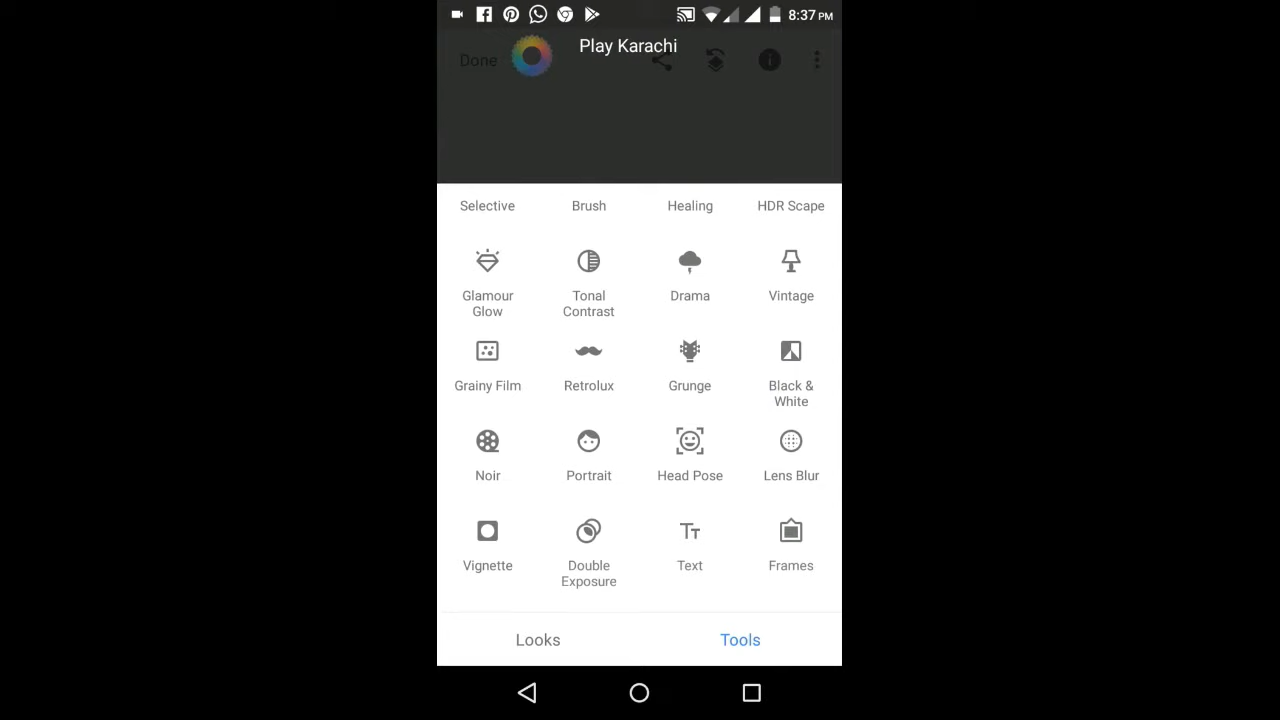 8:37 PM
Play Karachi
Done
Selective
Brush
Healing
HDR Scape
Glamour
Glow
Tonal
Contrast
Drama
Vintage
Grainy Film
Retrolux
Grunge
Black &
White
Noir
Portrait
Head Pose
Lens Blur
Vignette
Double
Exposure
Text
Frames
Looks
Tools